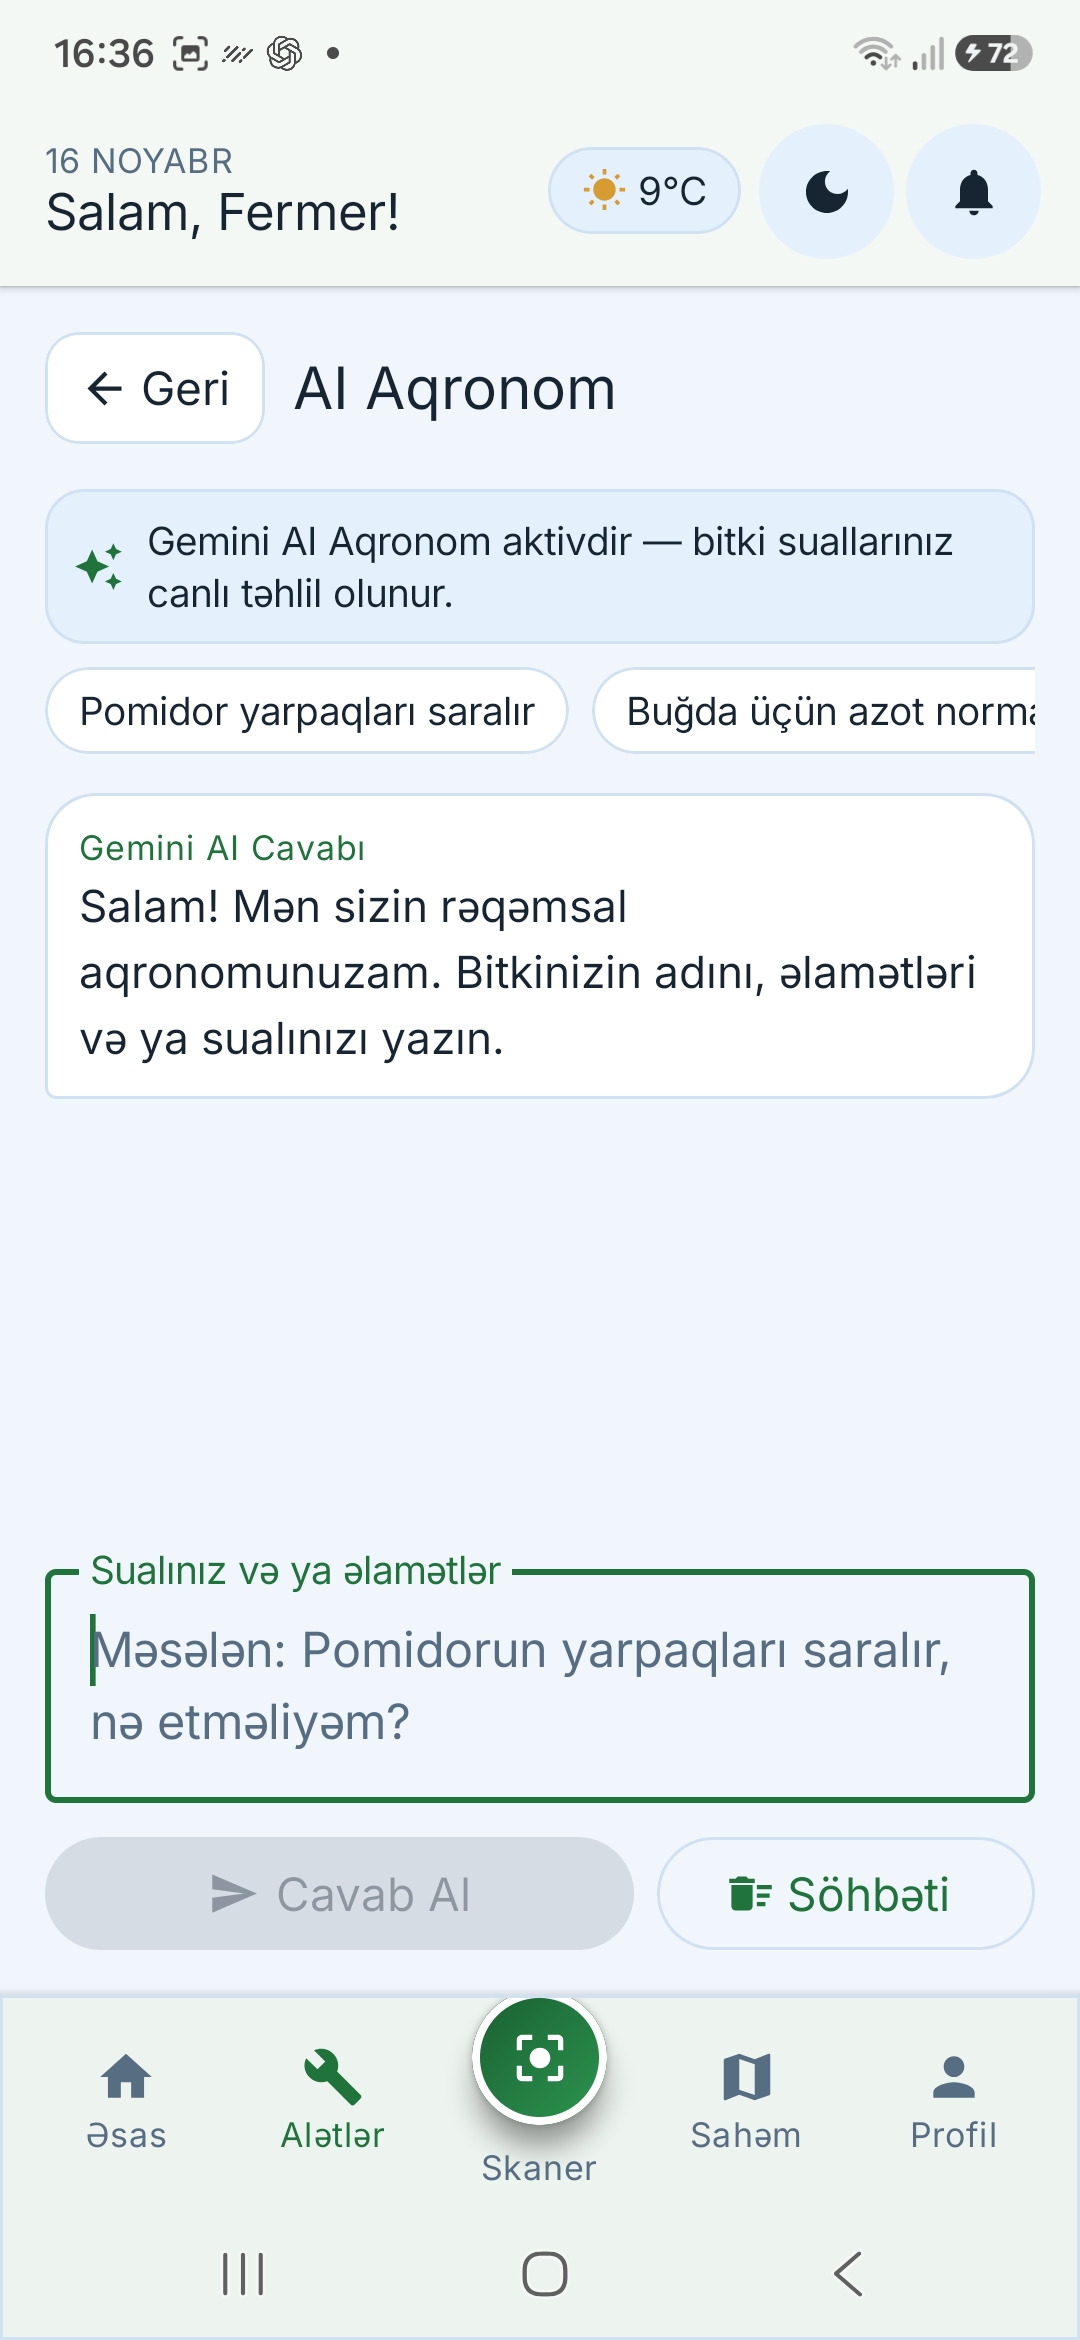 16:36
72
16 NOYABR
Salam, Fermer!
9°C
Geri
AI Aqronom
Gemini AI Aqronom aktivdir — bitki suallarınız
canlı təhlil olunur.
Pomidor yarpaqları saralır
Buğda üçün azot norma
Gemini AI Cavabı
Salam! Mən sizin rəqəmsal
aqronomunuzam. Bitkinizin adını, əlamətləri
və ya sualınızı yazın.
Sualınız və ya əlamətlər
Məsələn: Pomidorun yarpaqları saralır,
nə etməliyəm?
Cavab Al
Söhbəti
Əsas
Alətlər
Skaner
Sahəm
Profil